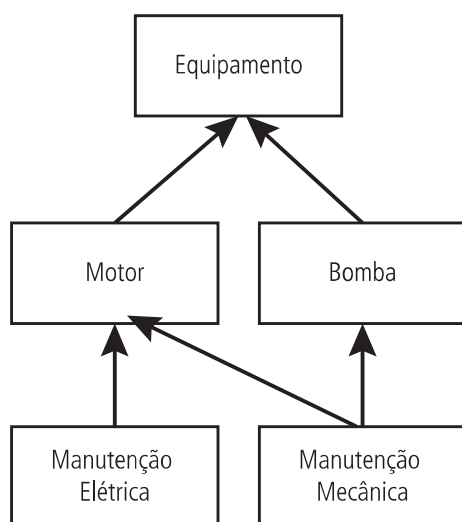 Equipamento
Motor
Bomba
Manutenção
Elétrica
Manutenção
Mecânica